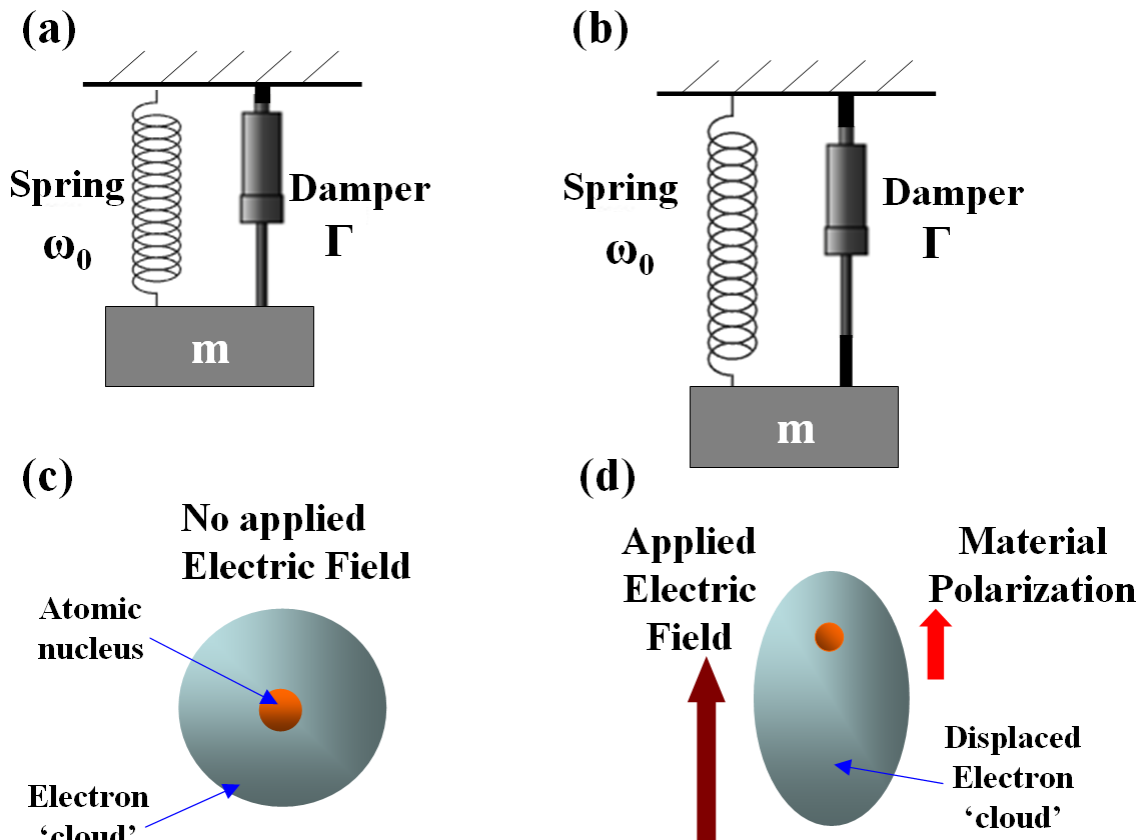 (a)
Spring
ω0
Damper
Γ
m
(b)
Spring
ω0
Damper
Γ
m
(c)
No applied
Electric Field
Atomic
nucleus
Electron
‘cloud’
(d)
Applied
Electric
Field
Material
Polarization
Displaced
Electron
‘cloud’